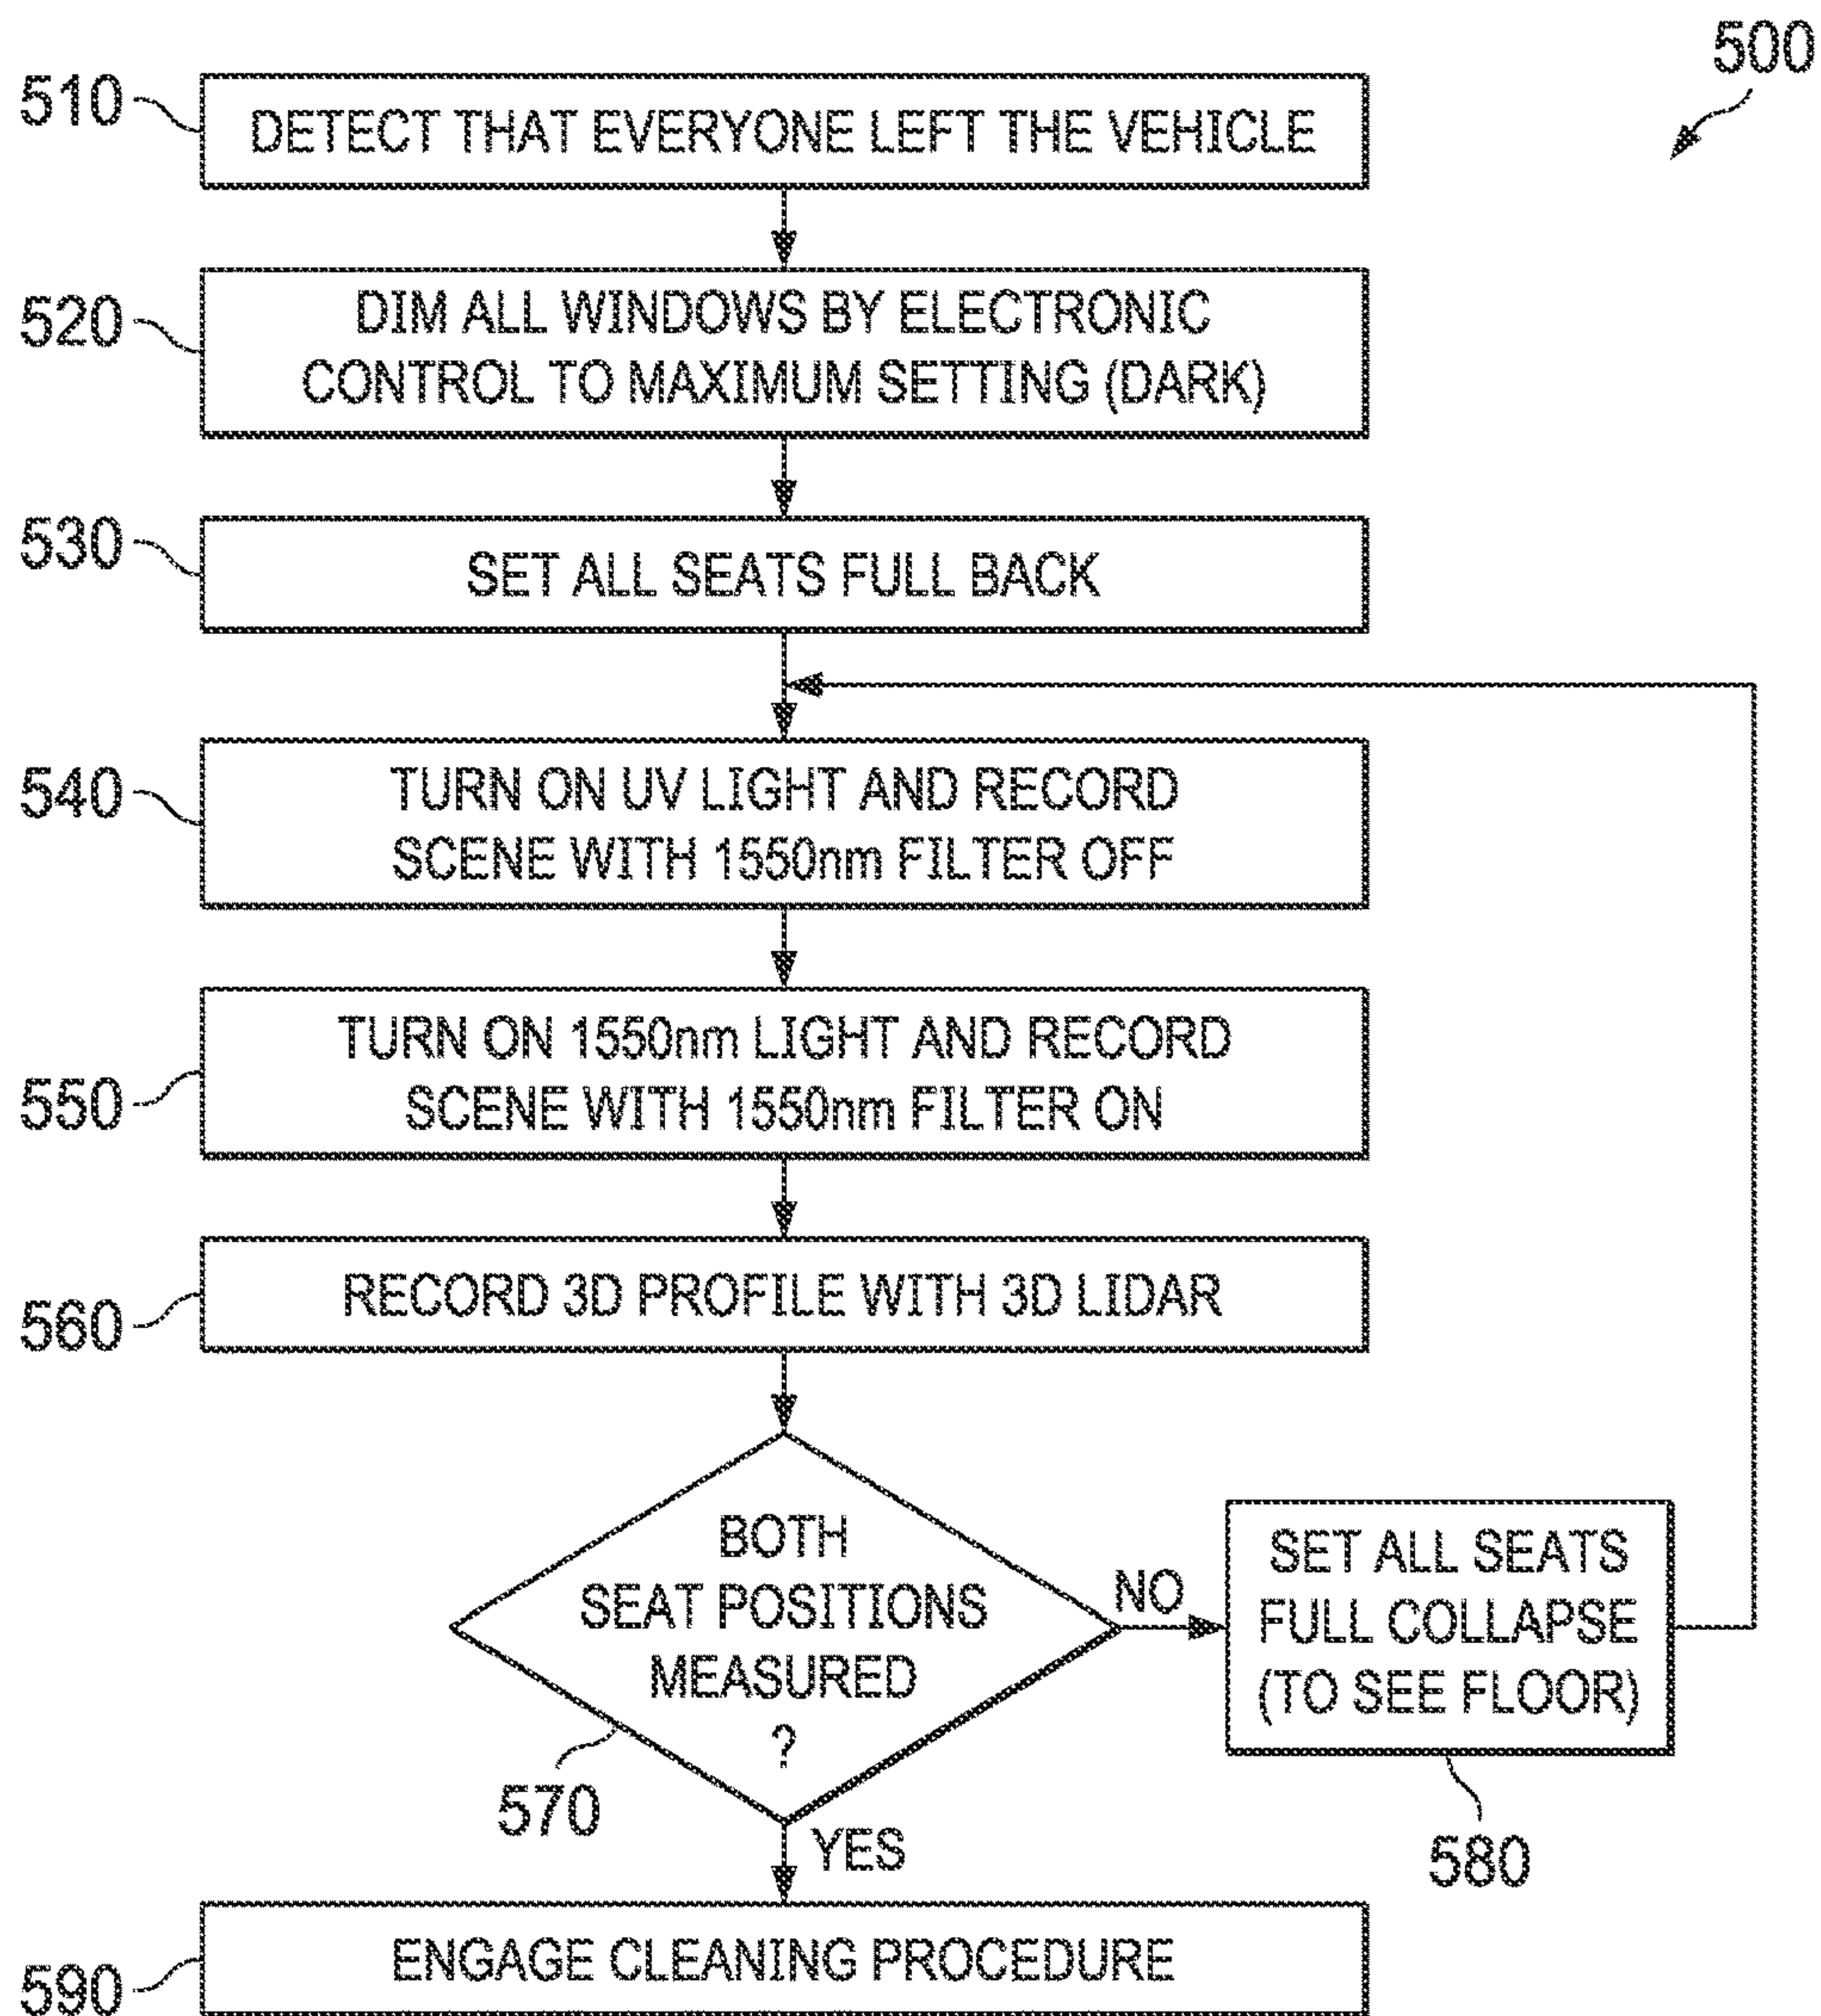 500
510
DETECT THAT EVERYONE LEFT THE VEHICLE
520
DIM ALL WINDOWS BY ELECTRONIC
CONTROL TO MAXIMUM SETTING (DARK)
530
SET ALL SEATS FULL BACK
540
TURN ON UV LIGHT AND RECORD
SCENE WITH 1550nm FILTER OFF
550
TURN ON 1550nm LIGHT AND RECORD
SCENE WITH 1550nm FILTER ON
560
RECORD 3D PROFILE WITH 3D LIDAR
BOTH
SEAT POSITIONS
MEASURED
?
570
NO
SET ALL SEATS
FULL COLLAPSE
(TO SEE FLOOR)
580
YES
590
ENGAGE CLEANING PROCEDURE